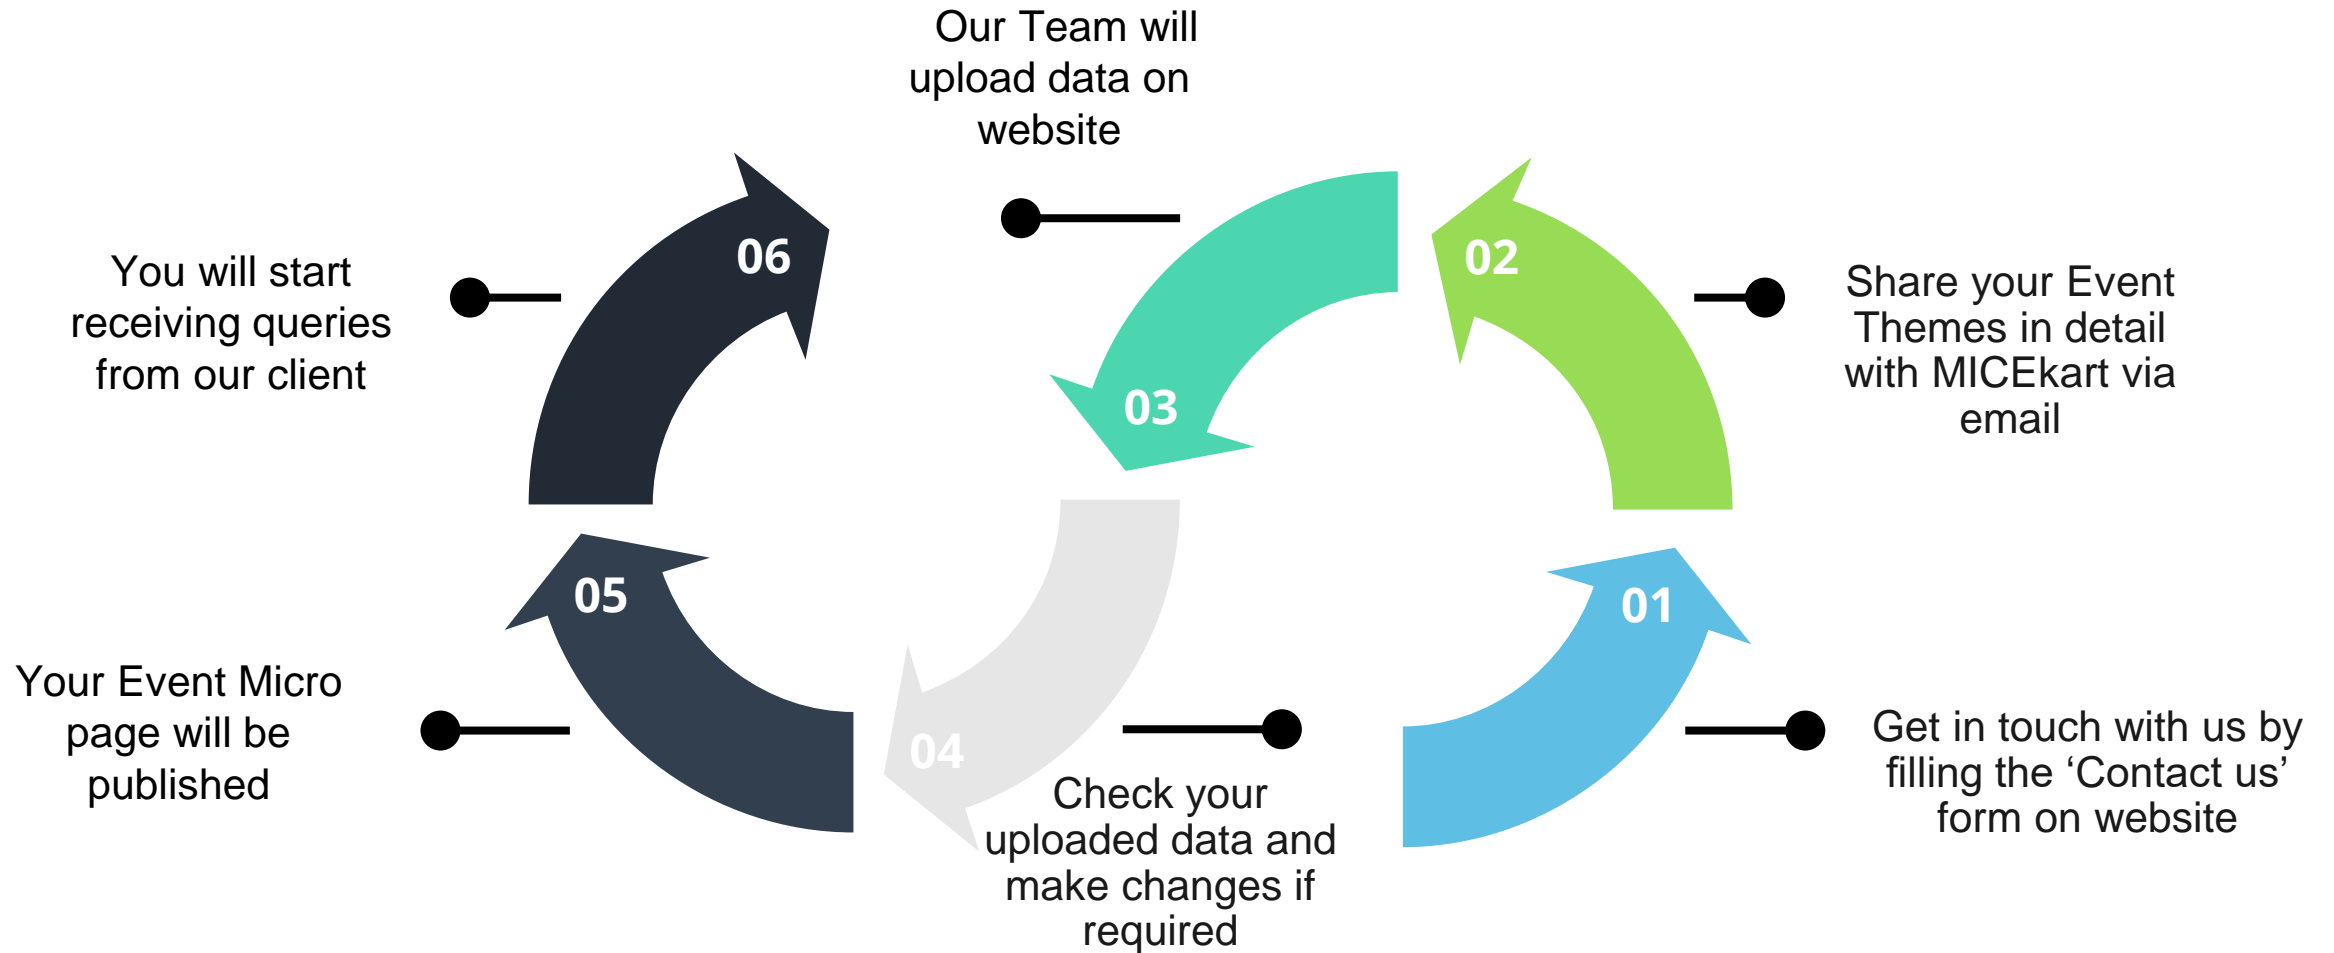 Our Team will
upload data on
website
06
02
You will start
receiving queries
from our client
Share your Event
Themes in detail
with MICEkart via
email
03
05
01
Your Event Micro
page will be
published
04
Get in touch with us by
filling the ‘Contact us’
form on website
Check your
uploaded data and
make changes if
required